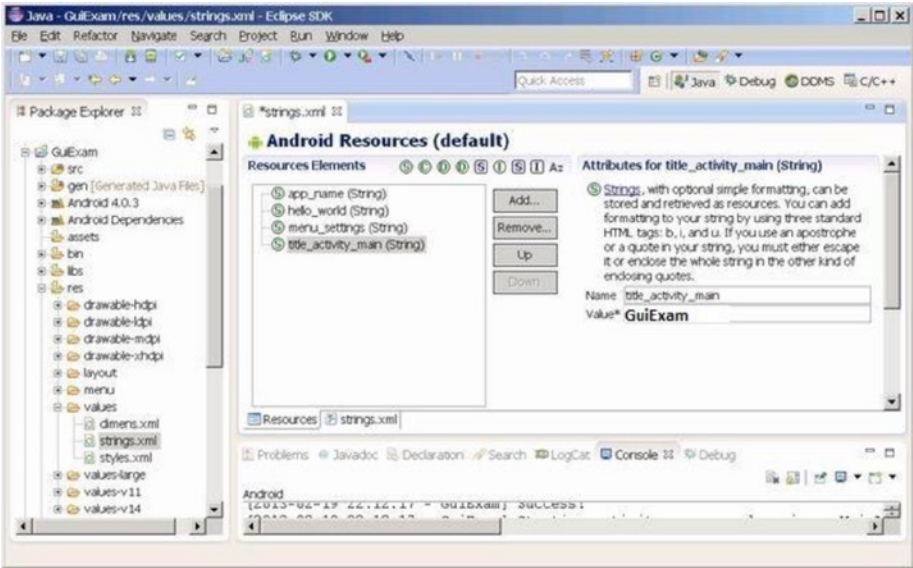 Java - GuiExam/res/values/strings.xml - Eclipse SDK
File Edit Refactor Navigate Search Project Run Window Help
Quick Access
Java Debug DDMS C/C++
Package Explorer
GuiExam
src
gen [Generated Java Files]
Android 4.0.3
Android Dependencies
assets
bin
libs
res
drawable-hdpi
drawable-ldpi
drawable-mdpi
drawable-xhdpi
layout
menu
values
dimens.xml
strings.xml
styles.xml
values-large
values-v11
values-v14
*strings.xml
Android Resources (default)
Resources Elements S C D D S I S I Az
app_name (String)
hello_world (String)
menu_settings (String)
title_activity_main (String)
Add...
Remove...
Up
Down
Attributes for title_activity_main (String)
Strings, with optional simple formatting, can be
stored and retrieved as resources. You can add
formatting to your string by using three standard
HTML tags: b, i, and u. If you use an apostrophe
or a quote in your string, you must either escape
it or enclose the whole string in the other kind of
enclosing quotes.
Name title_activity_main
Value* GuiExam
Resources strings.xml
Problems Javadoc Declaration Search LogCat Console Debug
Android
[2013-02-19 22:12:17 - GuiExam] Success!